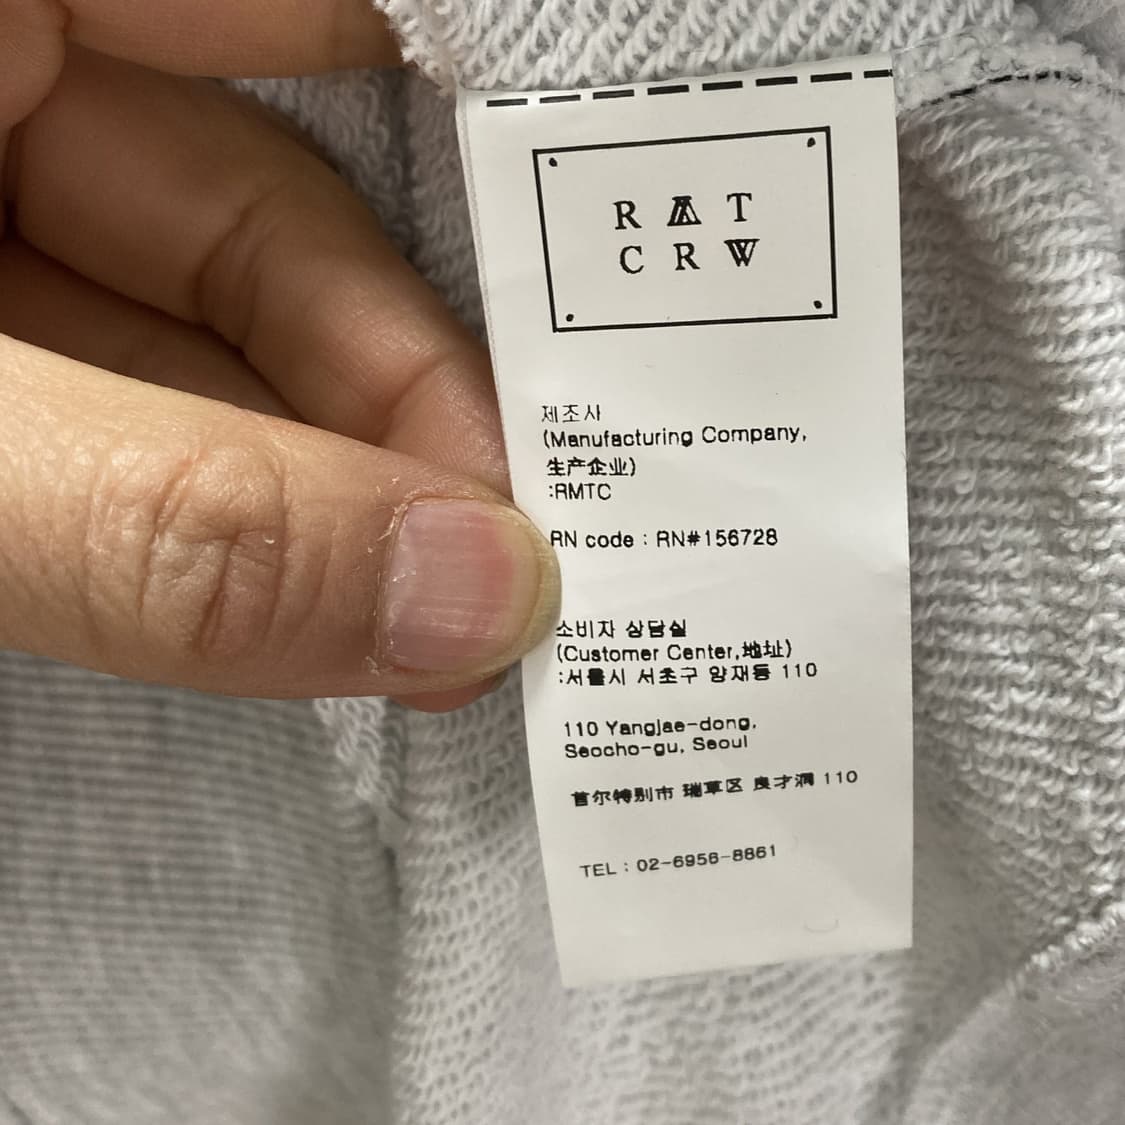 R A T
C R W
제조사
(Manufacturing Company,
生产企业)
:RMTC
RN code : RN#156728
소비자 상담실
(Customer Center,地址)
:서울시 서초구 양재동 110
110 Yangjae-dong,
Seocho-gu, Seoul
首尔特别市 瑞草区 良才洞 110
TEL : 02-6956-8861